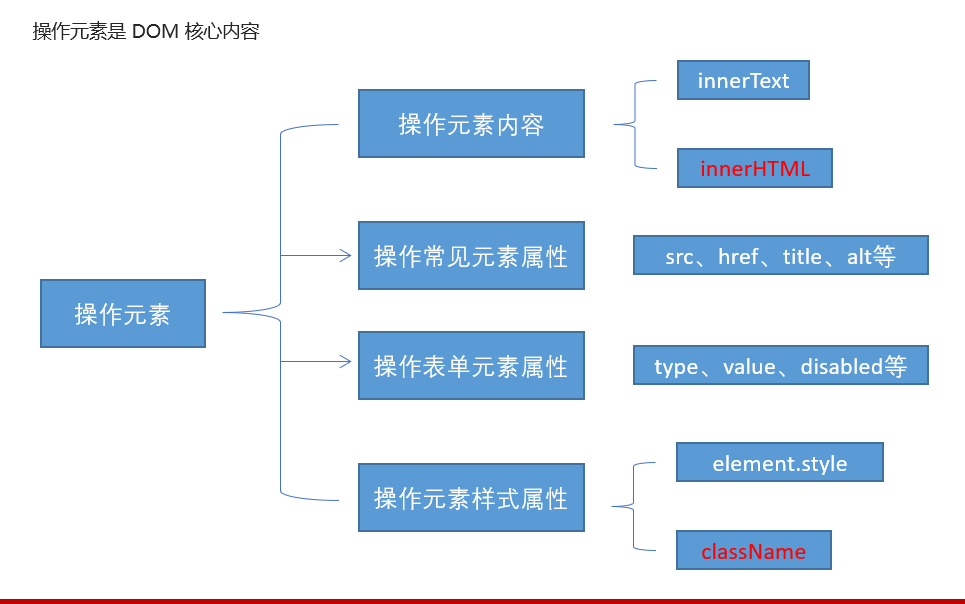 操作元素是 DOM 核心内容
操作元素
操作元素内容
innerText
innerHTML
操作常见元素属性
src、href、title、alt等
操作表单元素属性
type、value、disabled等
操作元素样式属性
element.style
className